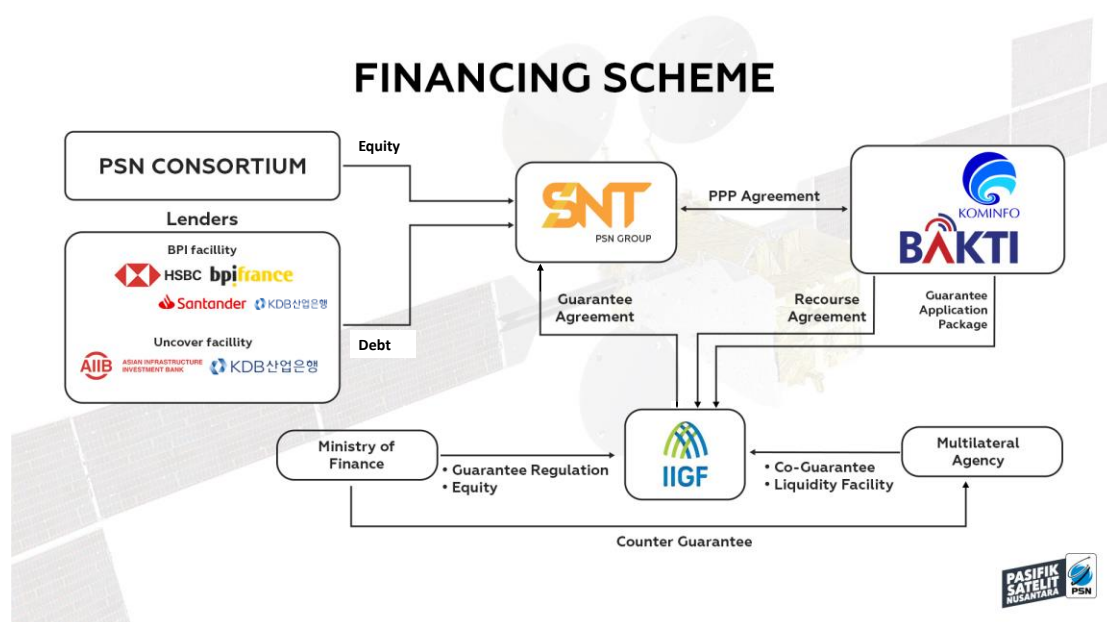 FINANCING SCHEME
PSN CONSORTIUM
Equity
Lenders
BPI facillity
HSBC bpifrance
Santander KDB산업은행
Uncover facillity
AIIB ASIAN INFRASTRUCTURE
INVESTMENT BANK
KDB산업은행
Debt
SNT
PSN GROUP
PPP Agreement
KOMINFO
BAKTI
Guarantee
Agreement
Recourse
Agreement
Guarantee
Application
Package
Ministry of
Finance
• Guarantee Regulation
• Equity
IIGF
• Co-Guarantee
• Liquidity Facility
Multilateral
Agency
Counter Guarantee
PASIFIK
SATELIT
NUSANTARA
PSN